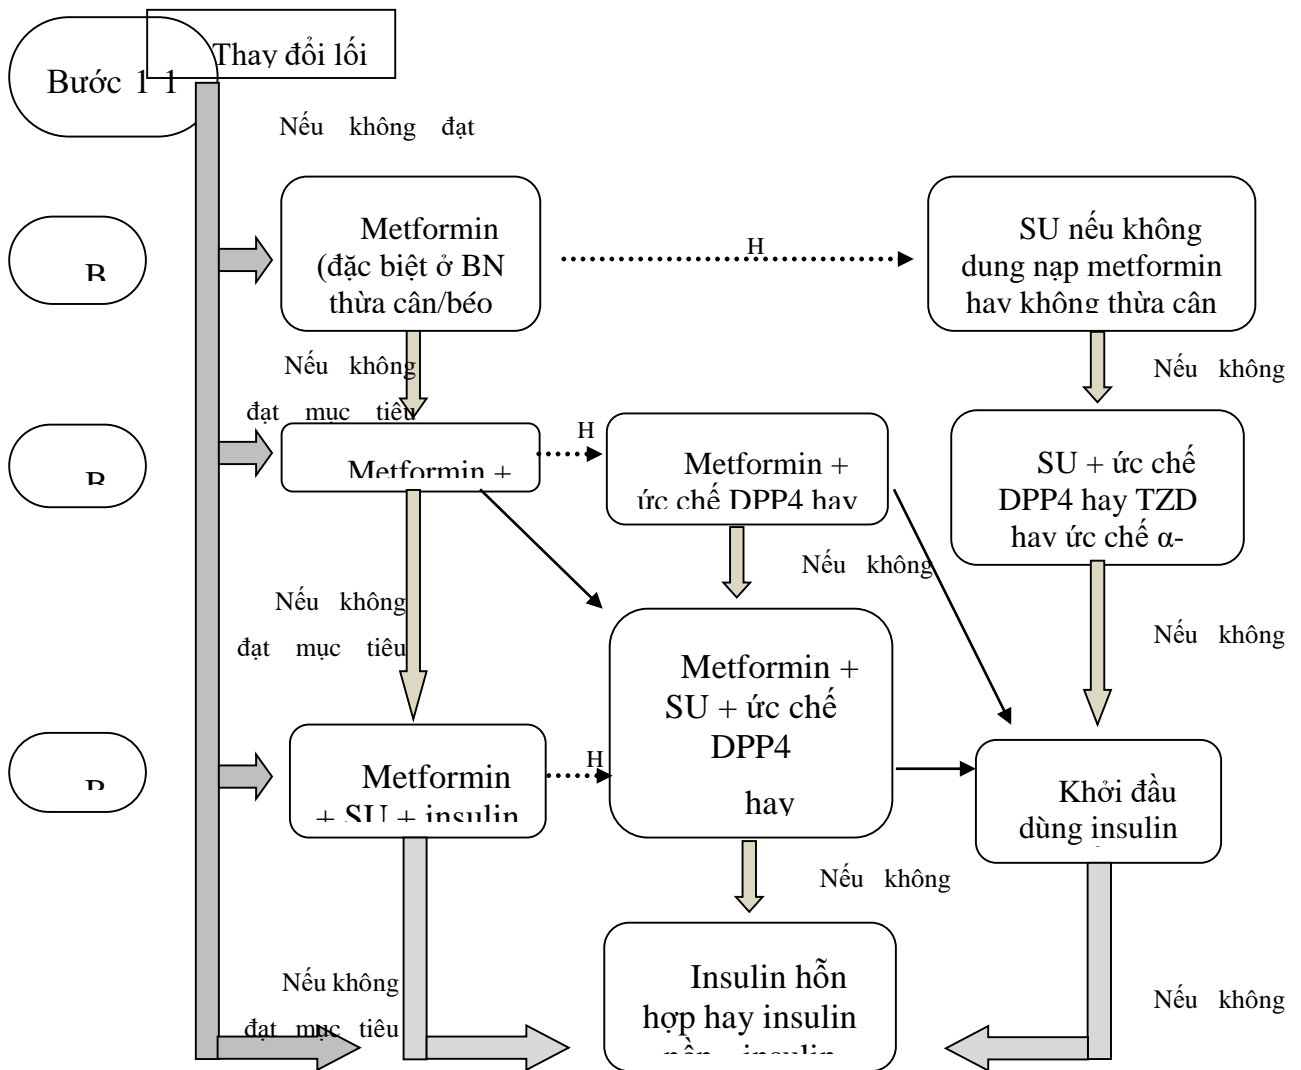 Thay đổi lối
Bước 1 1
Nếu không đạt
Metformin
(đặc biệt ở BN
thừa cân/béo
H
SU nếu không
dung nạp metformin
hay không thừa cân
B
Nếu không
đạt mục tiêu
Nếu không
Metformin +
H
Metformin +
ức chế DPP4 hay
SU + ức chế
DPP4 hay TZD
hay ức chế α-
B
Nếu không
Nếu không
đạt mục tiêu
Nếu không
Metformin +
SU + ức chế
DPP4
hay
Metformin
+ SU + insulin
H
Khởi đầu
dùng insulin
B
Nếu không
Nếu không
đạt mục tiêu
Insulin hỗn
hợp hay insulin
nền - insulin
Nếu không